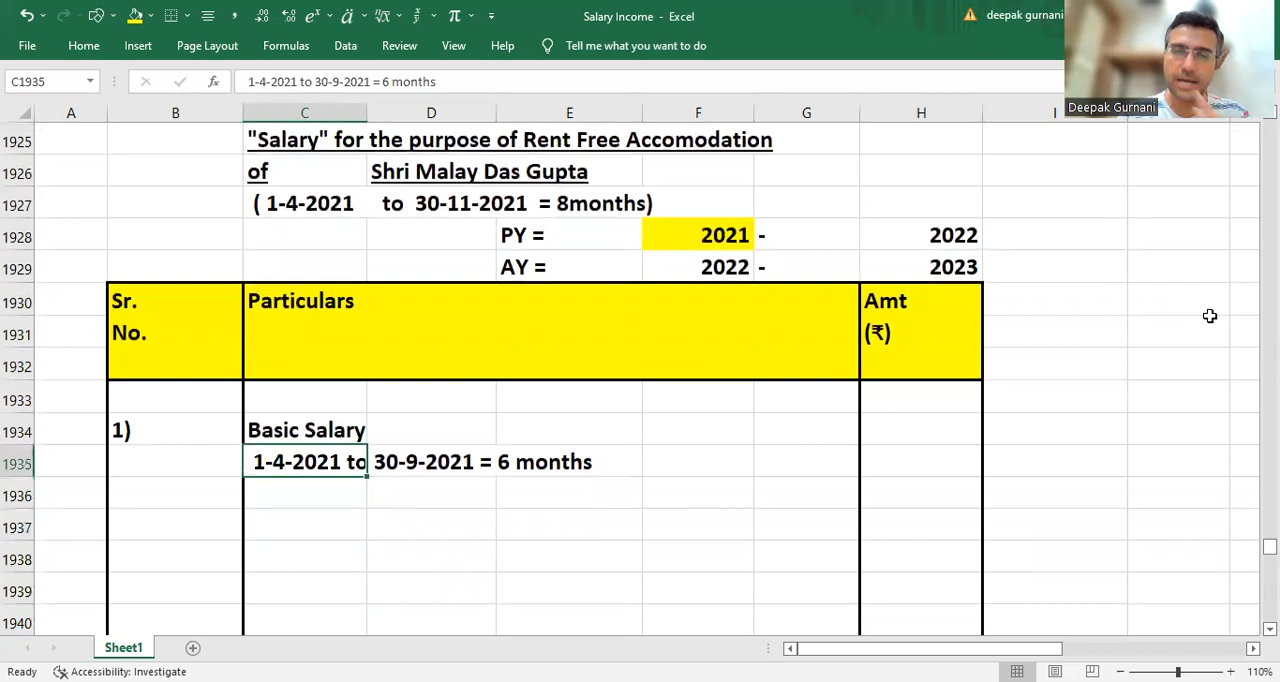 Salary Income - Excel
deepak gurnani
File Home Insert Page Layout Formulas Data Review View Help Tell me what you want to do
C1935 fx 1-4-2021 to 30-9-2021 = 6 months
Deepak Gurnani
A B C D E F G H I
1925 "Salary" for the purpose of Rent Free Accomodation
1926 of Shri Malay Das Gupta
1927 ( 1-4-2021 to 30-11-2021 = 8months)
1928 PY = 2021 - 2022
1929 AY = 2022 - 2023
1930 Sr. Particulars Amt
1931 No. (₹)
1932
1933
1934 1) Basic Salary
1935 1-4-2021 to 30-9-2021 = 6 months
1936
1937
1938
1939
1940
Sheet1
Ready Accessibility: Investigate 110%